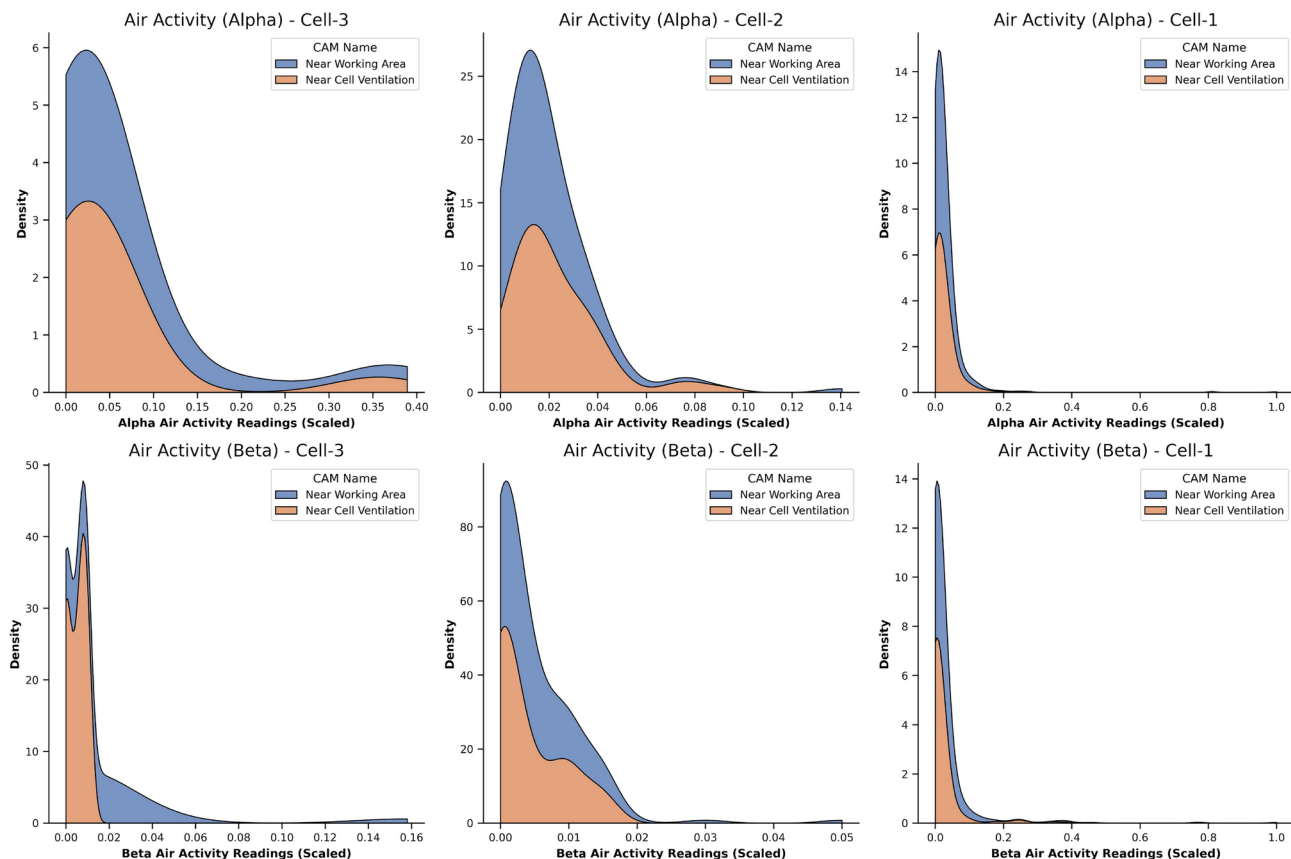 Air Activity (Alpha) - Cell-3
6
5
4
3
2
1
0
Density
CAM Name
Near Working Area
Near Cell Ventilation
0.00 0.05 0.10 0.15 0.20 0.25 0.30 0.35 0.40
Alpha Air Activity Readings (Scaled)
Air Activity (Alpha) - Cell-2
25
20
15
10
5
0
Density
CAM Name
Near Working Area
Near Cell Ventilation
0.00 0.02 0.04 0.06 0.08 0.10 0.12 0.14
Alpha Air Activity Readings (Scaled)
Air Activity (Alpha) - Cell-1
14
12
10
8
6
4
2
0
Density
CAM Name
Near Working Area
Near Cell Ventilation
0.0 0.2 0.4 0.6 0.8 1.0
Alpha Air Activity Readings (Scaled)
Air Activity (Beta) - Cell-3
50
40
30
20
10
0
Density
CAM Name
Near Working Area
Near Cell Ventilation
0.00 0.02 0.04 0.06 0.08 0.10 0.12 0.14 0.16
Beta Air Activity Readings (Scaled)
Air Activity (Beta) - Cell-2
80
60
40
20
0
Density
CAM Name
Near Working Area
Near Cell Ventilation
0.00 0.01 0.02 0.03 0.04 0.05
Beta Air Activity Readings (Scaled)
Air Activity (Beta) - Cell-1
14
12
10
8
6
4
2
0
Density
CAM Name
Near Working Area
Near Cell Ventilation
0.0 0.2 0.4 0.6 0.8 1.0
Beta Air Activity Readings (Scaled)